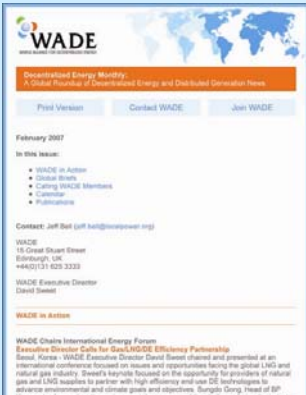 WADE
WORLD ALLIANCE FOR DECENTRALIZED ENERGY
Decentralized Energy Monthly:
A Global Roundup of Decentralized Energy and Distributed Generation News
Print Version
Contact WADE
Join WADE
February 2007
In this issue:
WADE in Action
Global Briefs
Calling WADE Members
Calendar
Publications
Contact: Jeff Bell (jeff.bell@localpower.org)
WADE
15 Great Stuart Street
Edinburgh, UK
+44(0)131 625 3333
WADE Executive Director
David Sweet
WADE in Action
WADE Chairs International Energy Forum
Executive Director Calls for Gas/LNG/DE Efficiency Partnership
Seoul, Korea - WADE Executive Director David Sweet chaired and presented at an
international conference focused on issues and opportunities facing the global LNG and
natural gas industry. Sweet's keynote focused on the opportunity for providers of natural
gas and LNG supplies to partner with high efficiency end use DE technologies to
advance environmental and climate goals and objectives. Sungdo Gong, Head of BP